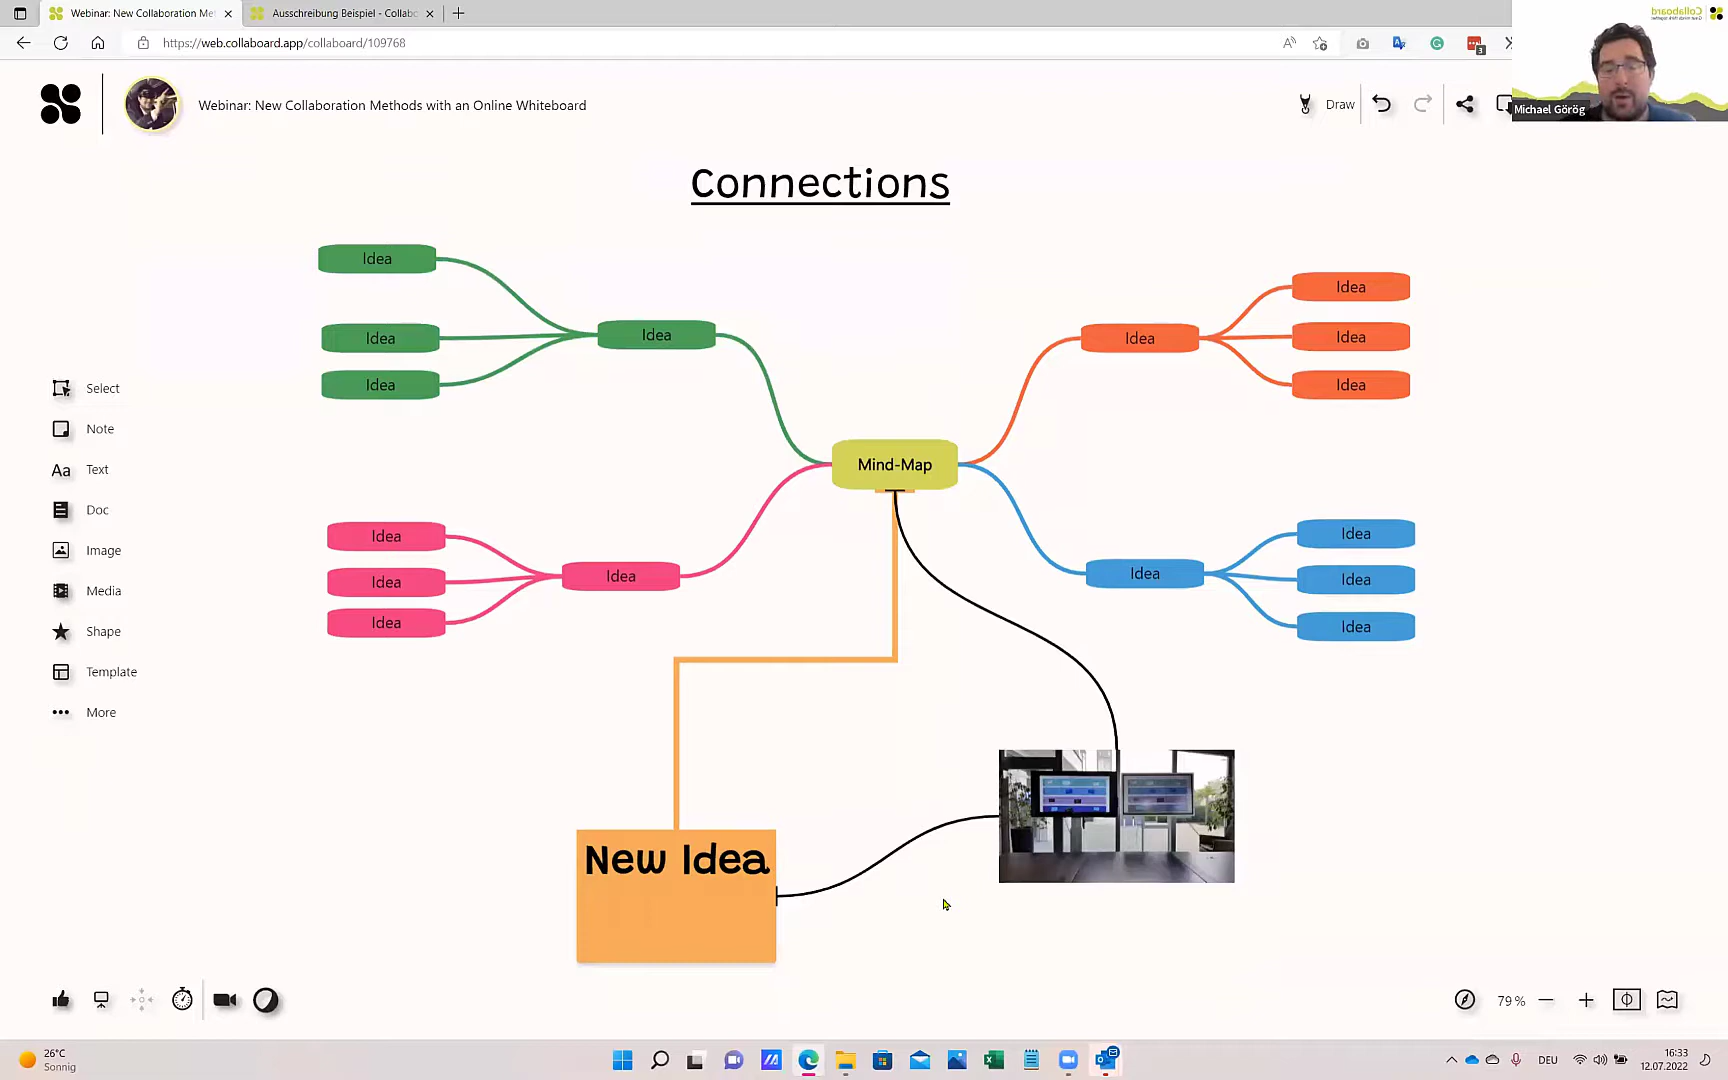 Webinar: New Collaboration Me
Ausschreibung Beispiel - Collabo
https://web.collaboard.app/collaboard/109768
Collaboard
3
Michael Görög
Webinar: New Collaboration Methods with an Online Whiteboard
Draw
Connections
Idea
Idea
Idea
Idea
Idea
Idea
Idea
Idea
Mind-Map
Idea
Idea
Idea
Idea
Idea
Idea
Idea
Idea
Select
Note
Aa Text
Doc
Image
Media
Shape
Template
More
New Idea
79 %
26°C
Sonnig
DEU
16:33
12.07.2022